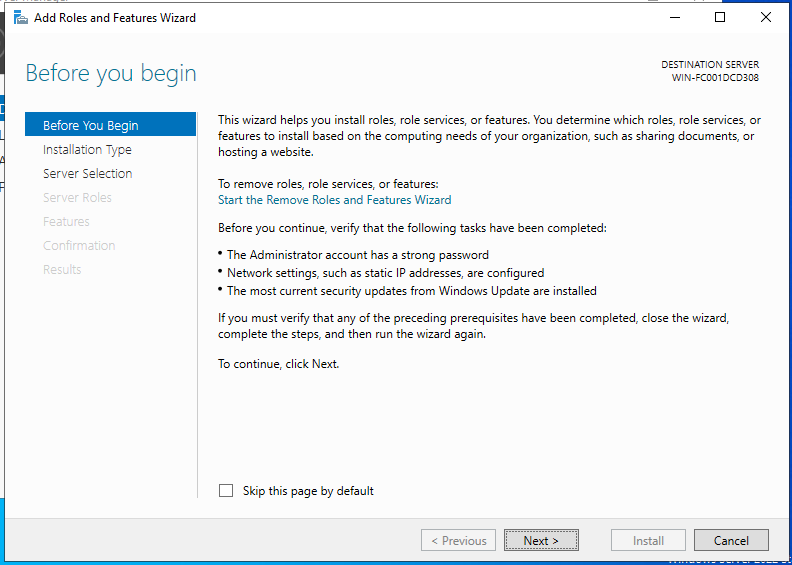 Add Roles and Features Wizard
Before you begin
DESTINATION SERVER
WIN-FC001DCD308
Before You Begin
Installation Type
Server Selection
Server Roles
Features
Confirmation
Results
This wizard helps you install roles, role services, or features. You determine which roles, role services, or
features to install based on the computing needs of your organization, such as sharing documents, or
hosting a website.
To remove roles, role services, or features:
Start the Remove Roles and Features Wizard
Before you continue, verify that the following tasks have been completed:
• The Administrator account has a strong password
• Network settings, such as static IP addresses, are configured
• The most current security updates from Windows Update are installed
If you must verify that any of the preceding prerequisites have been completed, close the wizard,
complete the steps, and then run the wizard again.
To continue, click Next.
Skip this page by default
< Previous
Next >
Install
Cancel